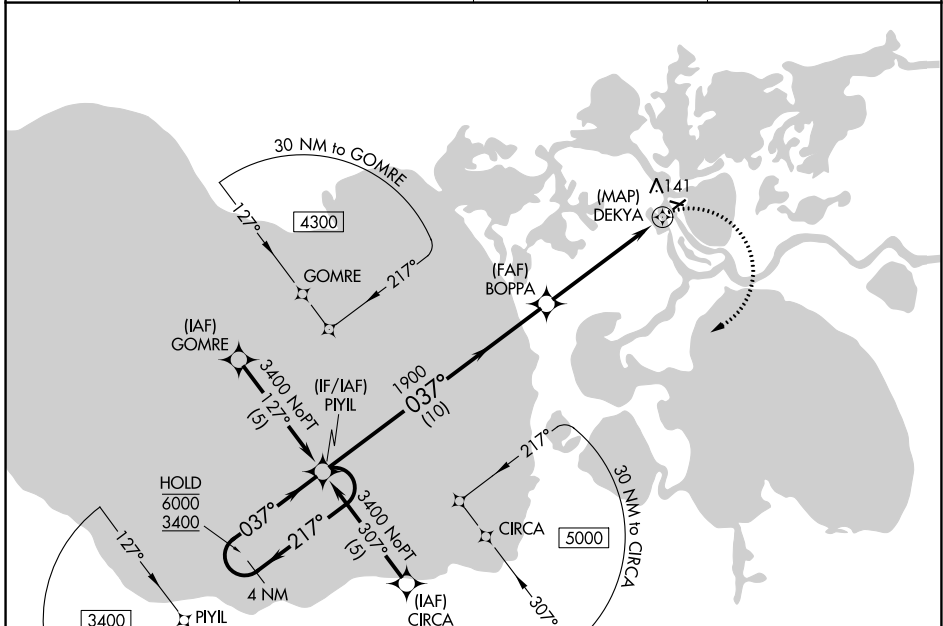 30 NM to GOMRE
141
(MAP)
DEKYA
127°
4300
217°
GOMRE
(FAF)
BOPPA
(IAF)
GOMRE
3400 NoPT
127°
(5)
(IF/IAF)
PIYIL
1900
037°
(10)
217°
30 NM to CIRCA
HOLD
6000
3400
037°
217°
3400 NoPT
307°
(5)
CIRCA
5000
127°
4 NM
(IAF)
CIRCA
307°
3400
PIYIL